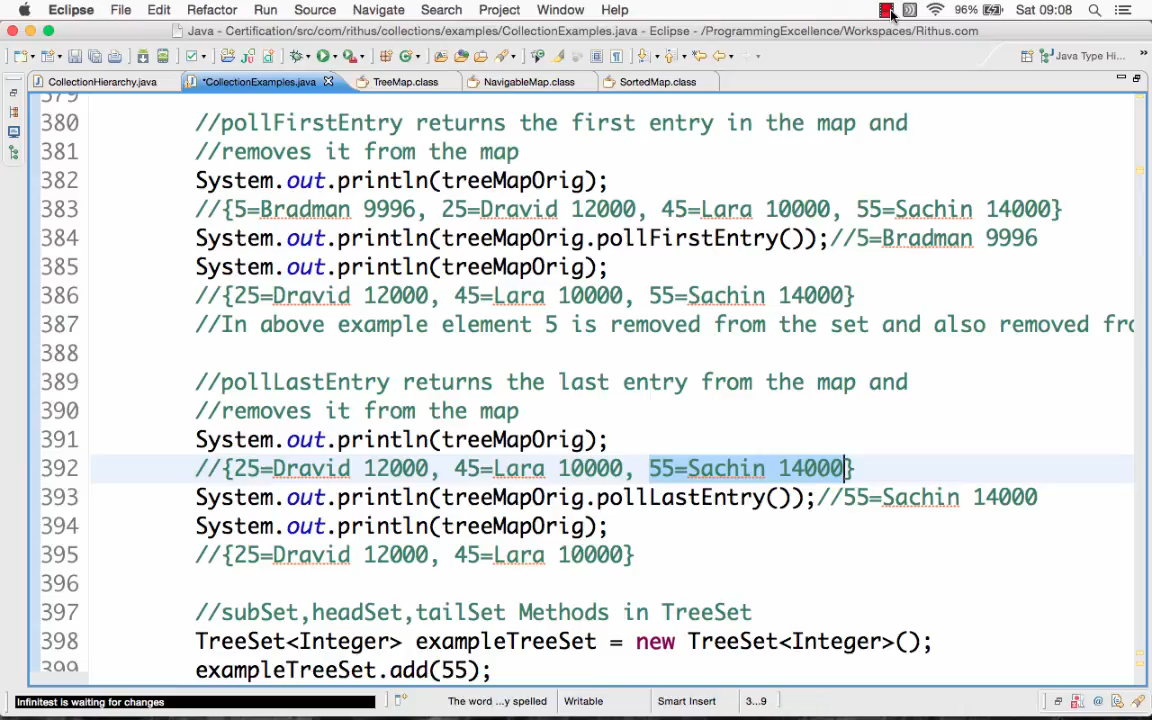 Eclipse File Edit Refactor Run Source Navigate Search Project Window Help 96% Sat 09:08
Java - Certification/src/com/rithus/collections/examples/CollectionExamples.java - Eclipse - /ProgrammingExcellence/Workspaces/Rithus.com
Java Type Hi...
CollectionHierarchy.java *CollectionExamples.java TreeMap.class NavigableMap.class SortedMap.class
379
380 //pollFirstEntry returns the first entry in the map and
381 //removes it from the map
382 System.out.println(treeMapOrig);
383 //{5=Bradman 9996, 25=Dravid 12000, 45=Lara 10000, 55=Sachin 14000}
384 System.out.println(treeMapOrig.pollFirstEntry());//5=Bradman 9996
385 System.out.println(treeMapOrig);
386 //{25=Dravid 12000, 45=Lara 10000, 55=Sachin 14000}
387 //In above example element 5 is removed from the set and also removed fro
388
389 //pollLastEntry returns the last entry from the map and
390 //removes it from the map
391 System.out.println(treeMapOrig);
392 //{25=Dravid 12000, 45=Lara 10000, 55=Sachin 14000}
393 System.out.println(treeMapOrig.pollLastEntry());//55=Sachin 14000
394 System.out.println(treeMapOrig);
395 //{25=Dravid 12000, 45=Lara 10000}
396
397 //subSet,headSet,tailSet Methods in TreeSet
398 TreeSet<Integer> exampleTreeSet = new TreeSet<Integer>();
399 exampleTreeSet.add(55);
Infinitest is waiting for changes The word ...y spelled Writable Smart Insert 3...9